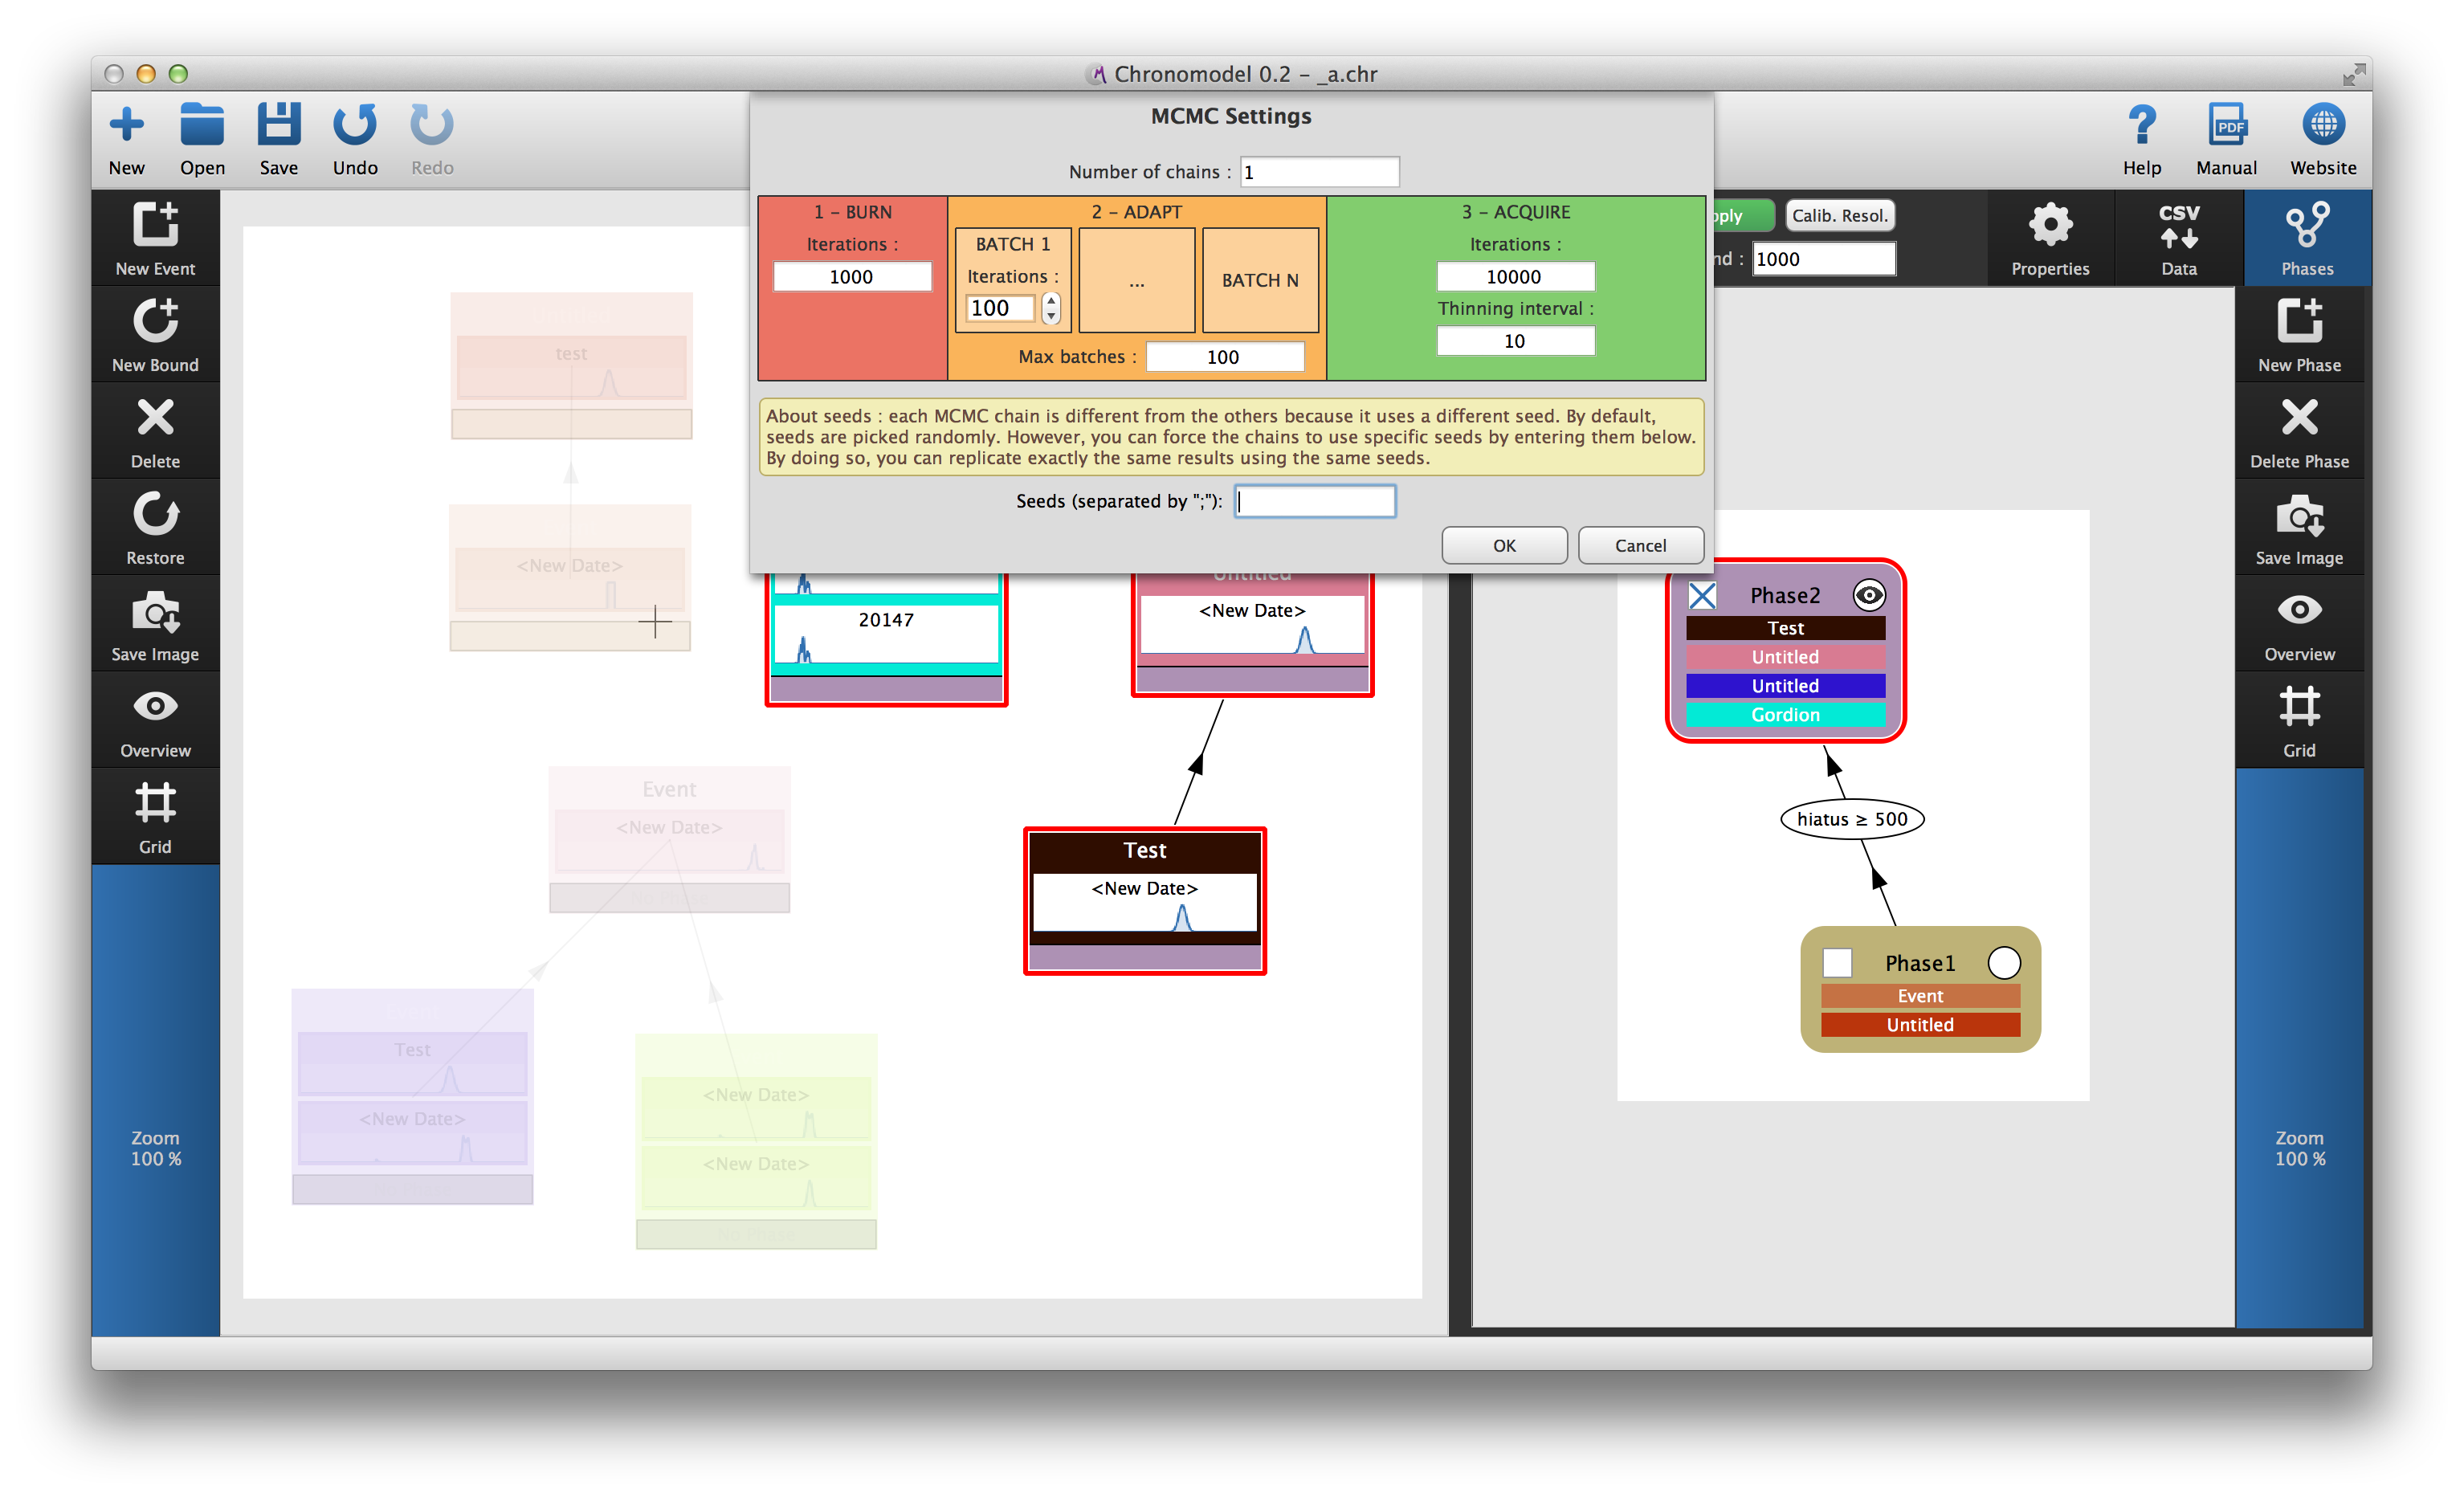 Chronomodel 0.2 - _a.chr
New
Open
Save
Undo
Redo
Help
Manual
PDF
Website
MCMC Settings
Number of chains : 1
1 - BURN
Iterations :
1000
2 - ADAPT
BATCH 1
Iterations :
100
...
BATCH N
Max batches : 100
3 - ACQUIRE
Iterations :
10000
Thinning interval :
10
About seeds : each MCMC chain is different from the others because it uses a different seed. By default,
seeds are picked randomly. However, you can force the chains to use specific seeds by entering them below.
By doing so, you can replicate exactly the same results using the same seeds.
Seeds (separated by ";"):
OK
Cancel
Calib. Resol.
1000
Properties
CSV
Data
Phases
New Event
New Bound
Delete
Restore
Save Image
Overview
Grid
Zoom
100 %
test
<New Date>
20147
Untitled
<New Date>
Event
<New Date>
Test
<New Date>
Test
<New Date>
<New Date>
<New Date>
No Phase
Phase2
Test
Untitled
Untitled
Gordion
hiatus ≥ 500
Phase1
Event
Untitled
New Phase
Delete Phase
Save Image
Overview
Grid
Zoom
100 %